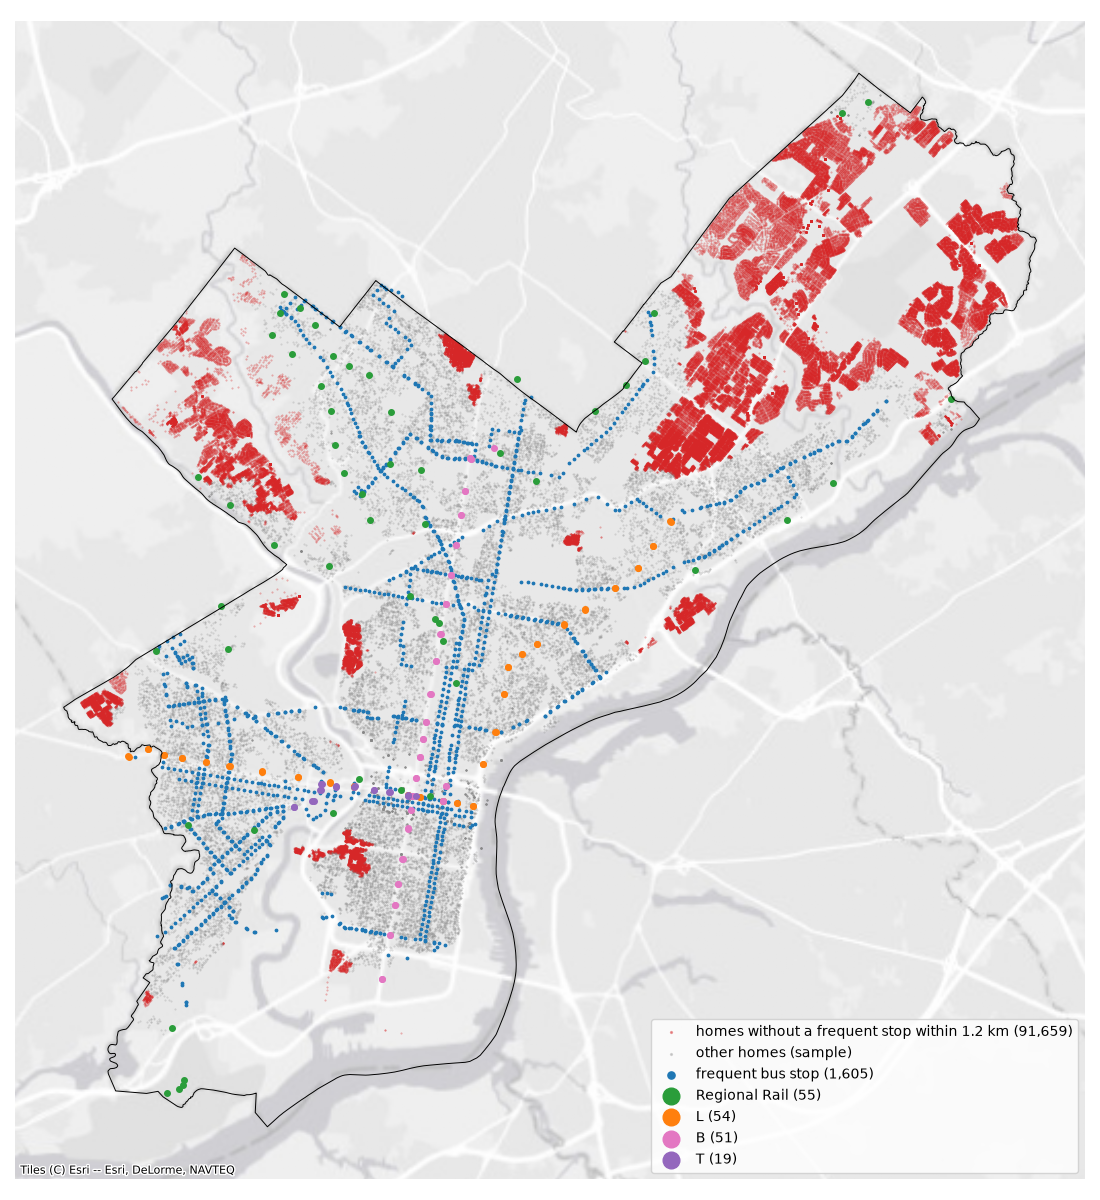 homes without a frequent stop within 1.2 km (91,659)
other homes (sample)
frequent bus stop (1,605)
Regional Rail (55)
L (54)
B (51)
T (19)
Tiles (C) Esri -- Esri, DeLorme, NAVTEQ